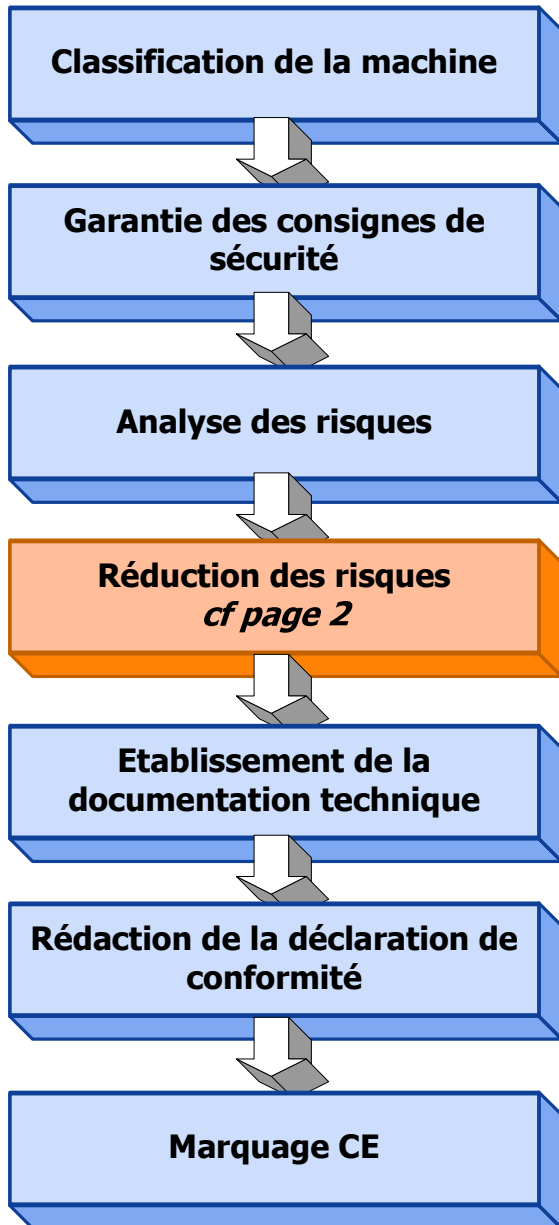 Classification de la machine
Garantie des consignes de
sécurité
Analyse des risques
Réduction des risques
cf page 2
Etablissement de la
documentation technique
Rédaction de la déclaration de
conformité
Marquage CE